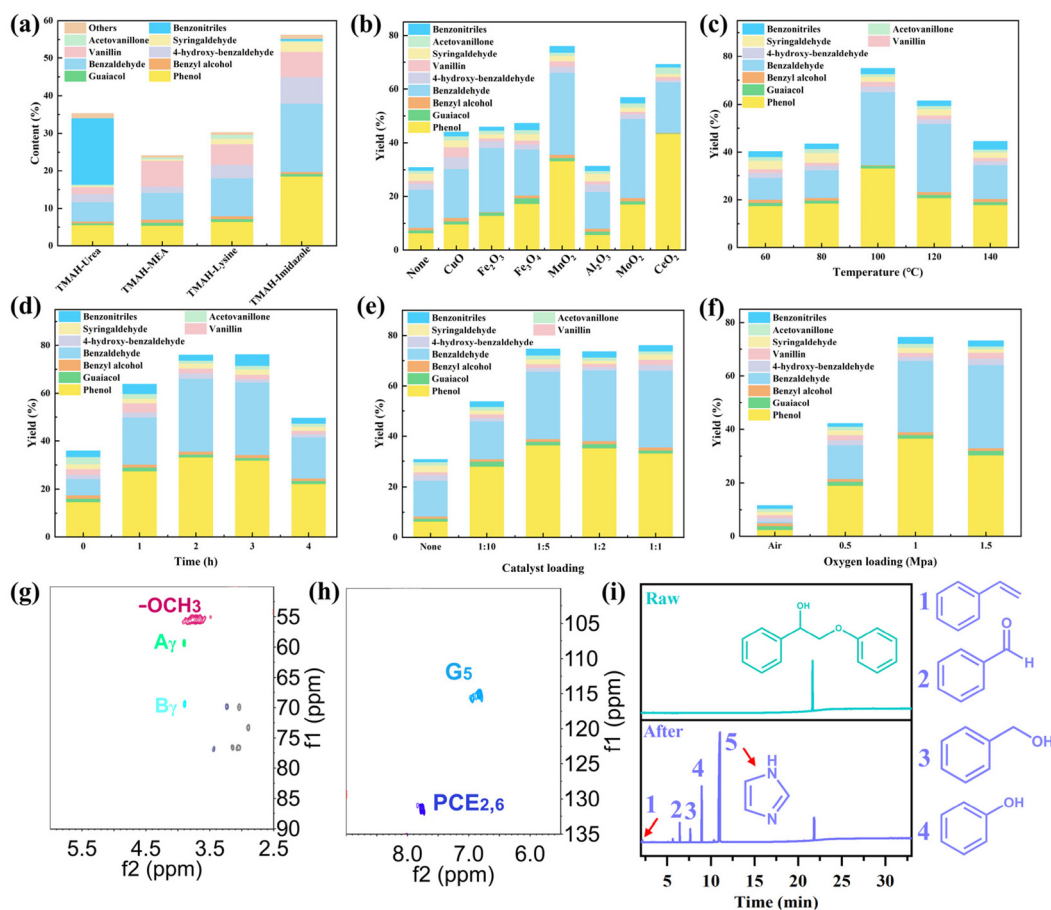 (a)
60
50
40
30
20
10
0
Content (%)
Others
Acetovanillone
Vanillin
Benzaldehyde
Guaiacol
Benzonitriles
Syringaldehyde
4-hydroxy-benzaldehyde
Benzyl alcohol
Phenol
TMAH-Urea
TMAH-MEA
TMAH-Lysine
TMAH-Imidazole
(b)
80
60
40
20
0
Yield (%)
Benzonitriles
Acetovanillone
Syringaldehyde
Vanillin
4-hydroxy-benzaldehyde
Benzaldehyde
Benzyl alcohol
Guaiacol
Phenol
None
CuO
Fe₂O₃
Fe₃O₄
MnO₂
Al₂O₃
MoO₂
CeO₂
(c)
80
60
40
20
0
Yield (%)
Benzonitriles
Syringaldehyde
4-hydroxy-benzaldehyde
Benzaldehyde
Benzyl alcohol
Guaiacol
Phenol
Acetovanillone
Vanillin
60 80 100 120 140
Temperature (℃)
(d)
80
60
40
20
0
Yield (%)
Benzonitriles
Syringaldehyde
4-hydroxy-benzaldehyde
Benzaldehyde
Benzyl alcohol
Guaiacol
Phenol
Acetovanillone
Vanillin
0 1 2 3 4
Time (h)
(e)
80
60
40
20
0
Yield (%)
Benzonitriles
Syringaldehyde
4-hydroxy-benzaldehyde
Benzaldehyde
Benzyl alcohol
Guaiacol
Phenol
Acetovanillone
Vanillin
None 1:10 1:5 1:2 1:1
Catalyst loading
(f)
80
60
40
20
0
Yield (%)
Benzonitriles
Acetovanillone
Syringaldehyde
Vanillin
4-hydroxy-benzaldehyde
Benzaldehyde
Benzyl alcohol
Guaiacol
Phenol
Air 0.5 1 1.5
Oxygen loading (Mpa)
(g)
-OCH3
Aγ
Bγ
55
60
65
70
75
80
85
90
f1 (ppm)
5.5 4.5 3.5 2.5
f2 (ppm)
(h)
G5
PCE2,6
105
110
115
120
125
130
135
f1 (ppm)
8.0 7.0 6.0
f2 (ppm)
(i)
Raw
OH
O
After
1
2
3
4
5
H
N
N
5 10 15 20 25 30
Time (min)
1
2
O
H
3
OH
4
OH